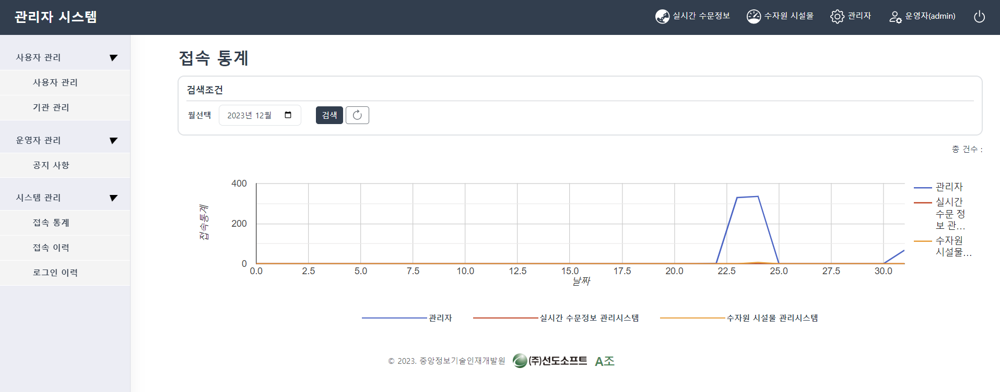 관리자 시스템
실시간 수문정보
수자원 시설물
관리자
운영자(admin)
사용자 관리
사용자 관리
기관 관리
운영자 관리
공지 사항
시스템 관리
접속 통계
접속 이력
로그인 이력
접속 통계
검색조건
월선택
2023년 12월
검색
총 건수 :
접속통계
400
200
0
0.0
2.5
5.0
7.5
10.0
12.5
15.0
17.5
20.0
22.5
25.0
27.5
30.0
날짜
관리자
실시간
수문 정
보 관...
수자원
시설물...
관리자
실시간 수문정보 관리시스템
수자원 시설물 관리시스템
© 2023. 중앙정보기술인재개발원
(주)선도소프트
A조